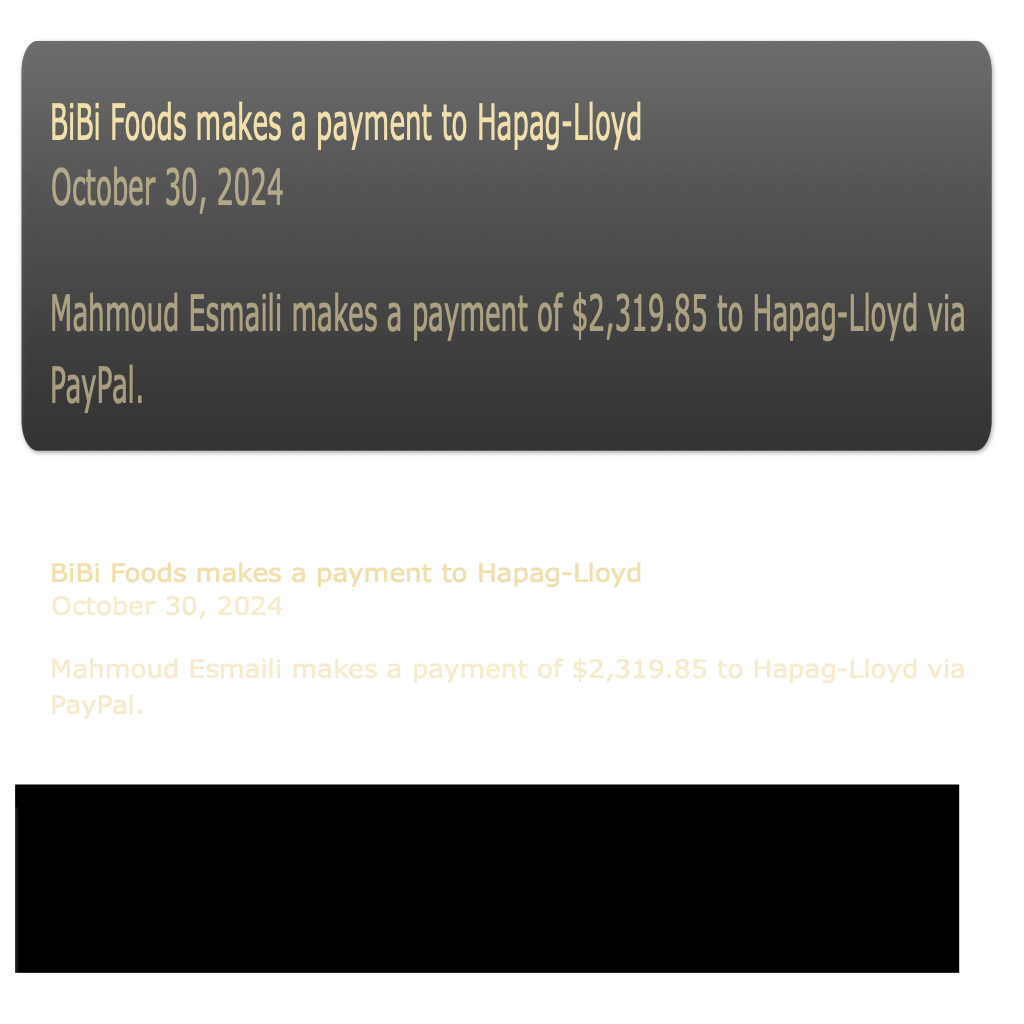 BiBi Foods makes a payment to Hapag-Lloyd
October 30, 2024
Mahmoud Esmaili makes a payment of $2,319.85 to Hapag-Lloyd via
PayPal.
BiBi Foods makes a payment to Hapag-Lloyd
October 30, 2024
Mahmoud Esmaili makes a payment of $2,319.85 to Hapag-Lloyd via
PayPal.